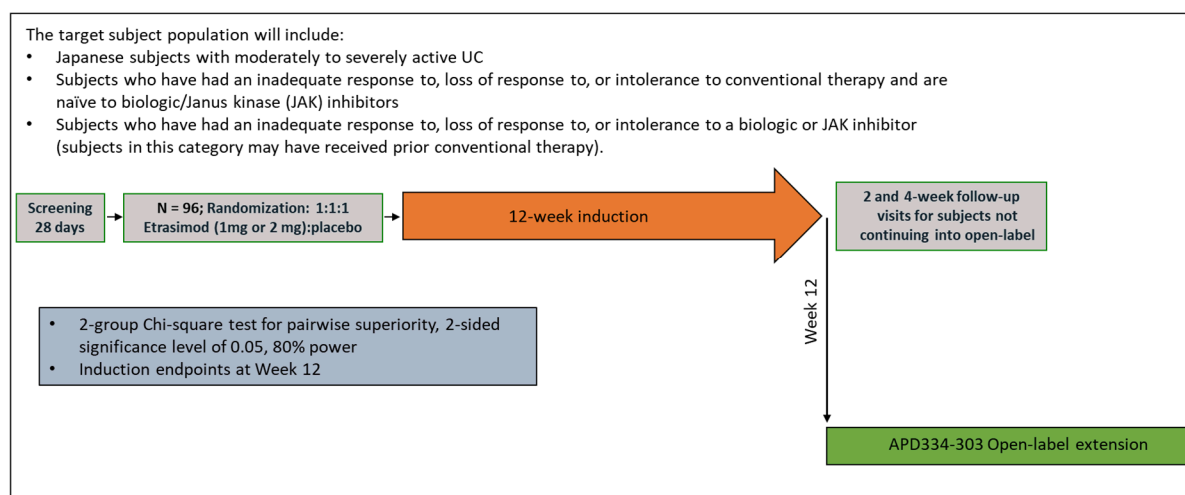 The target subject population will include:
• Japanese subjects with moderately to severely active UC
• Subjects who have had an inadequate response to, loss of response to, or intolerance to conventional therapy and are
naïve to biologic/Janus kinase (JAK) inhibitors
• Subjects who have had an inadequate response to, loss of response to, or intolerance to a biologic or JAK inhibitor
(subjects in this category may have received prior conventional therapy).
Screening
28 days
N = 96; Randomization: 1:1:1
Etrasimod (1mg or 2 mg):placebo
12-week induction
2 and 4-week follow-up
visits for subjects not
continuing into open-label
Week 12
• 2-group Chi-square test for pairwise superiority, 2-sided
significance level of 0.05, 80% power
• Induction endpoints at Week 12
APD334-303 Open-label extension